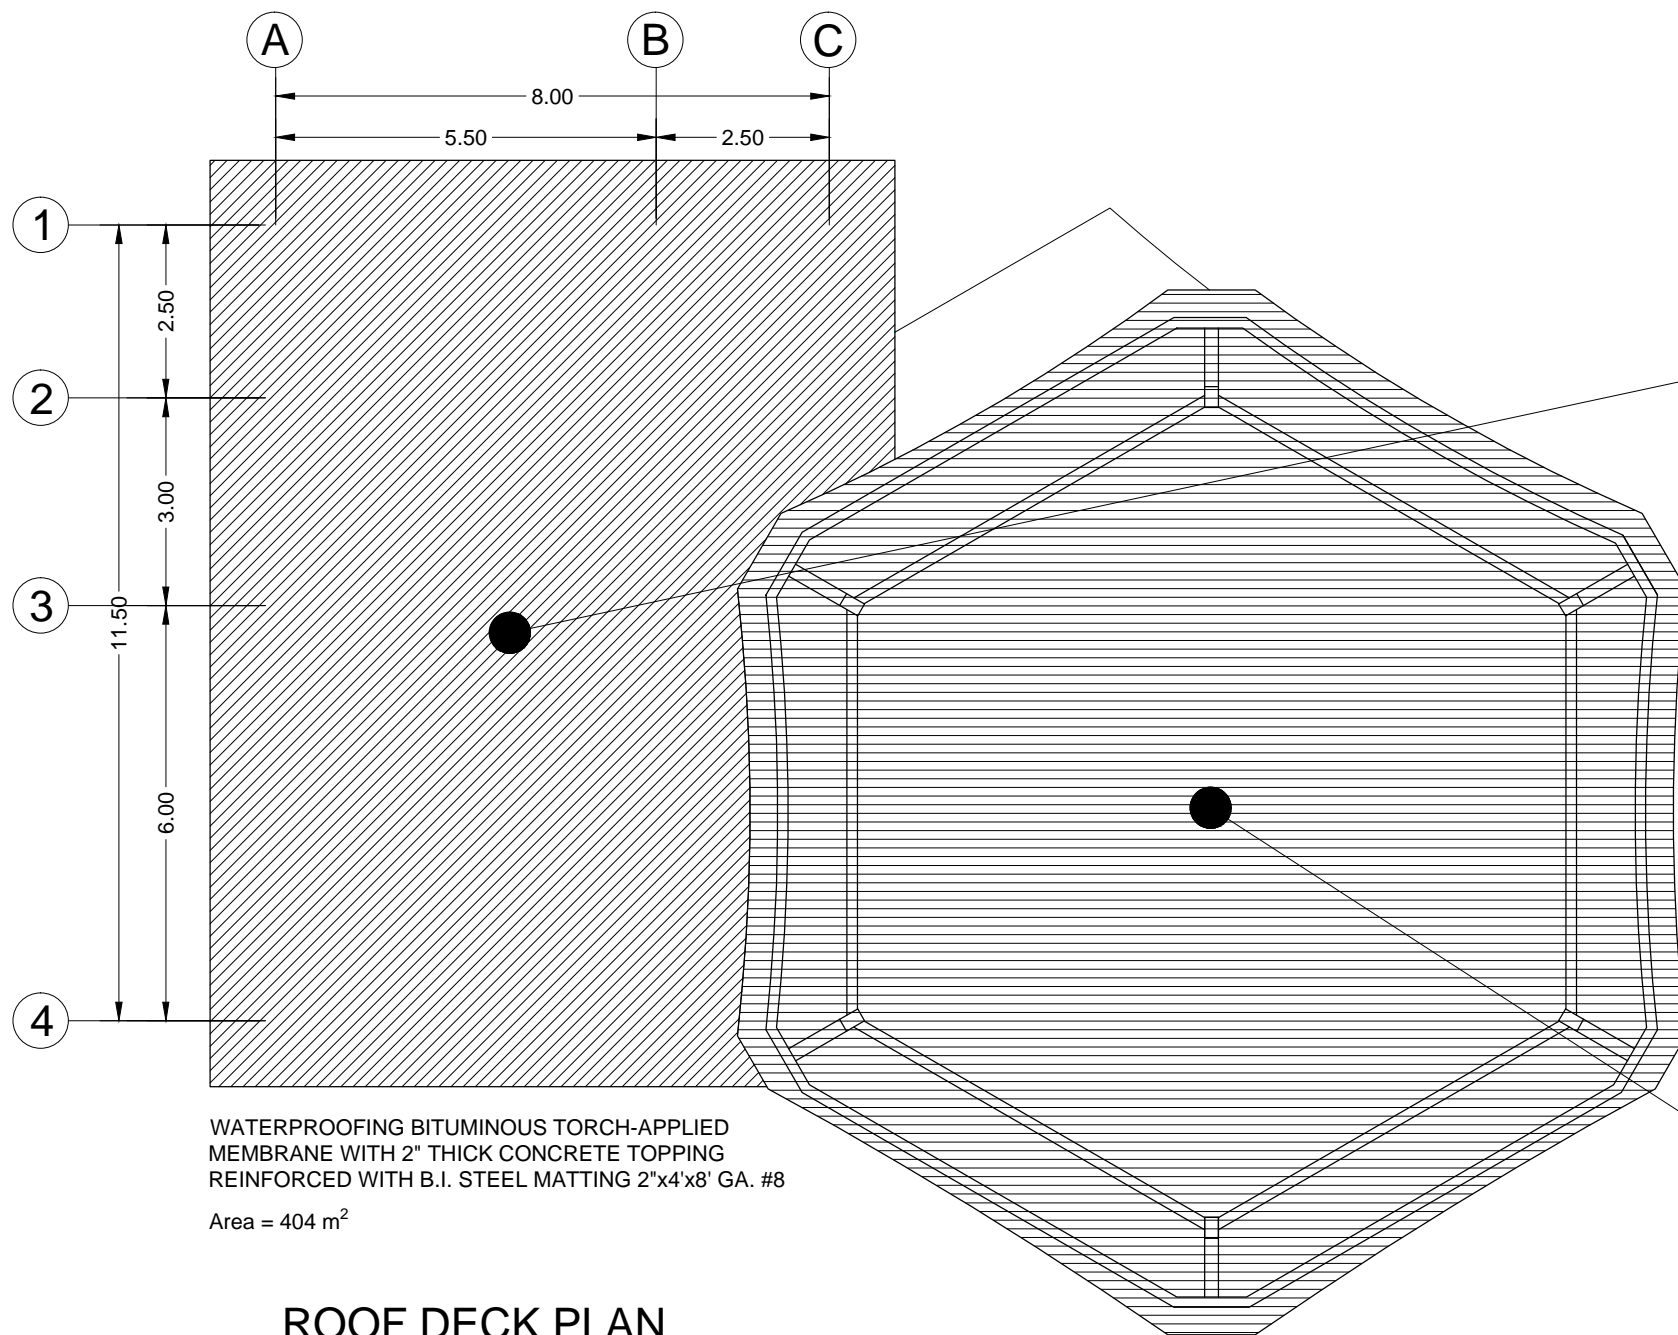 A B C
8.00
5.50 2.50
1
2.50
2
3.00
3
11.50
6.00
4
WATERPROOFING BITUMINOUS TORCH-APPLIED
MEMBRANE WITH 2" THICK CONCRETE TOPPING
REINFORCED WITH B.I. STEEL MATTING 2"x4'x8' GA. #8
Area = 404 m²
ROOF DECK PLAN